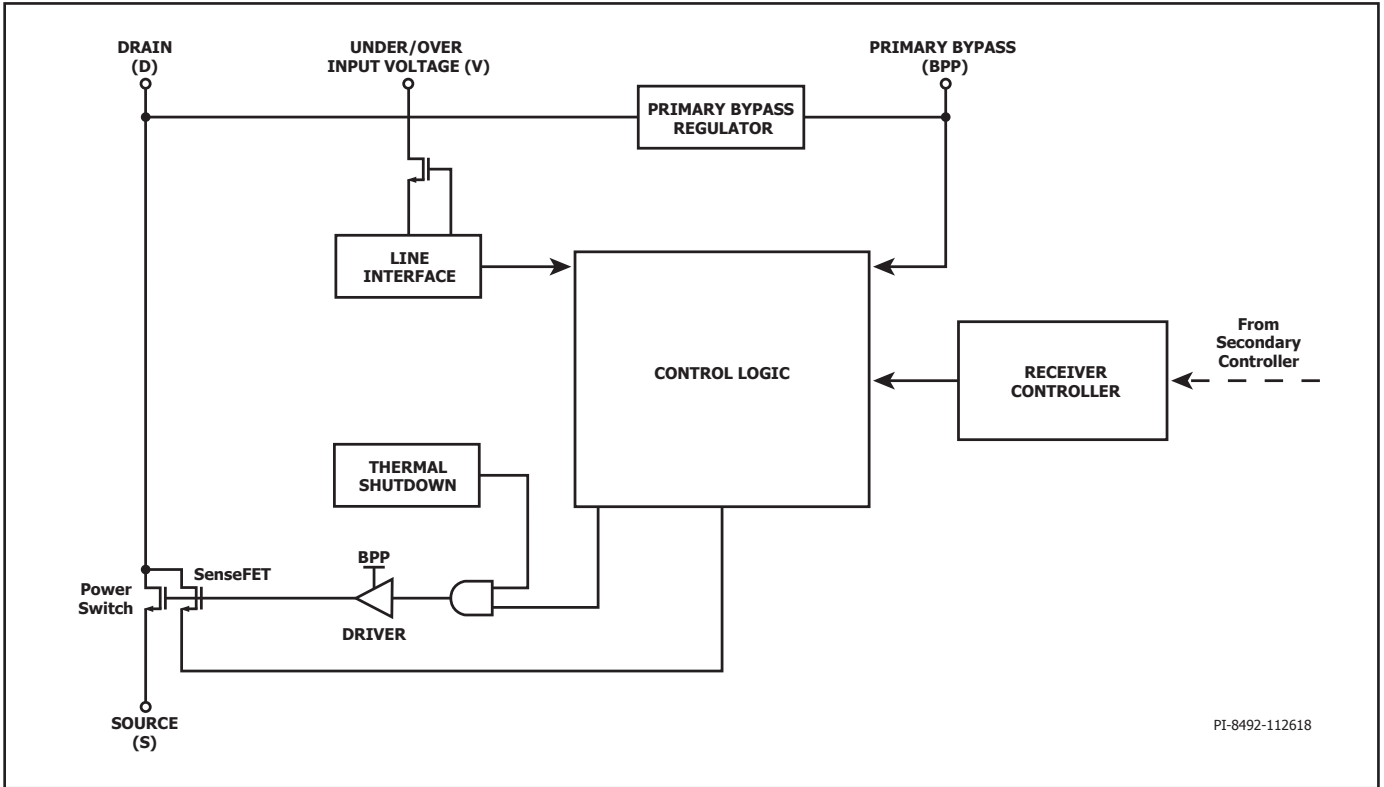 DRAIN
(D)
UNDER/OVER
INPUT VOLTAGE (V)
PRIMARY BYPASS
(BPP)
PRIMARY BYPASS
REGULATOR
LINE
INTERFACE
CONTROL LOGIC
RECEIVER
CONTROLLER
From
Secondary
Controller
THERMAL
SHUTDOWN
BPP
SenseFET
Power
Switch
DRIVER
SOURCE
(S)
PI-8492-112618